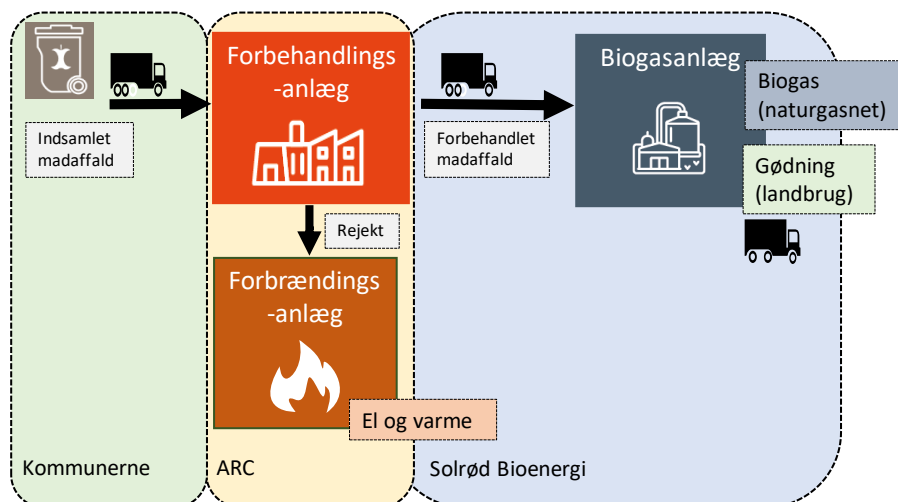 Indsamlet
madaffald
Kommunerne
Forbehandlings
-anlæg
Rejekt
Forbrændings
-anlæg
El og varme
ARC
Forbehandlet
madaffald
Biogasanlæg
Biogas
(naturgasnet)
Gødning
(landbrug)
Solrød Bioenergi